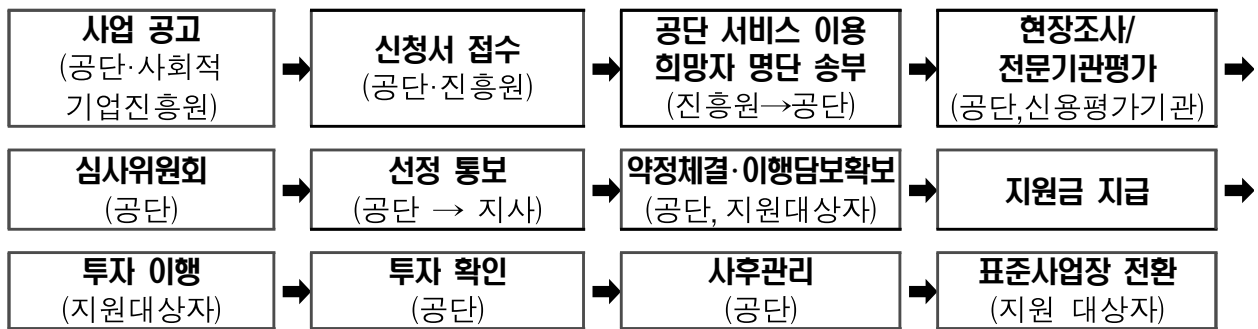 사업 공고
(공단·사회적
기업진흥원)
신청서 접수
(공단·진흥원)
공단 서비스 이용
희망자 명단 송부
(진흥원→공단)
현장조사/
전문기관평가
(공단,신용평가기관)
심사위원회
(공단)
선정 통보
(공단 → 지사)
약정체결·이행담보확보
(공단, 지원대상자)
지원금 지급
투자 이행
(지원대상자)
투자 확인
(공단)
사후관리
(공단)
표준사업장 전환
(지원 대상자)